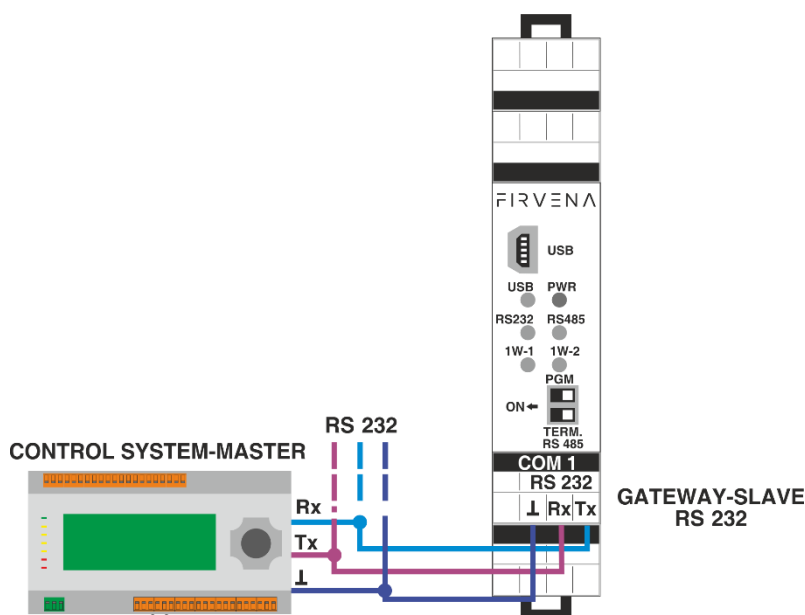 FIRVENA
USB
USB PWR
RS232 RS485
1W-1 1W-2
PGM
ON
TERM.
RS 485
RS 232
CONTROL SYSTEM-MASTER
Rx
Tx
⊥
COM 1
RS 232
⊥ Rx Tx
GATEWAY-SLAVE
RS 232